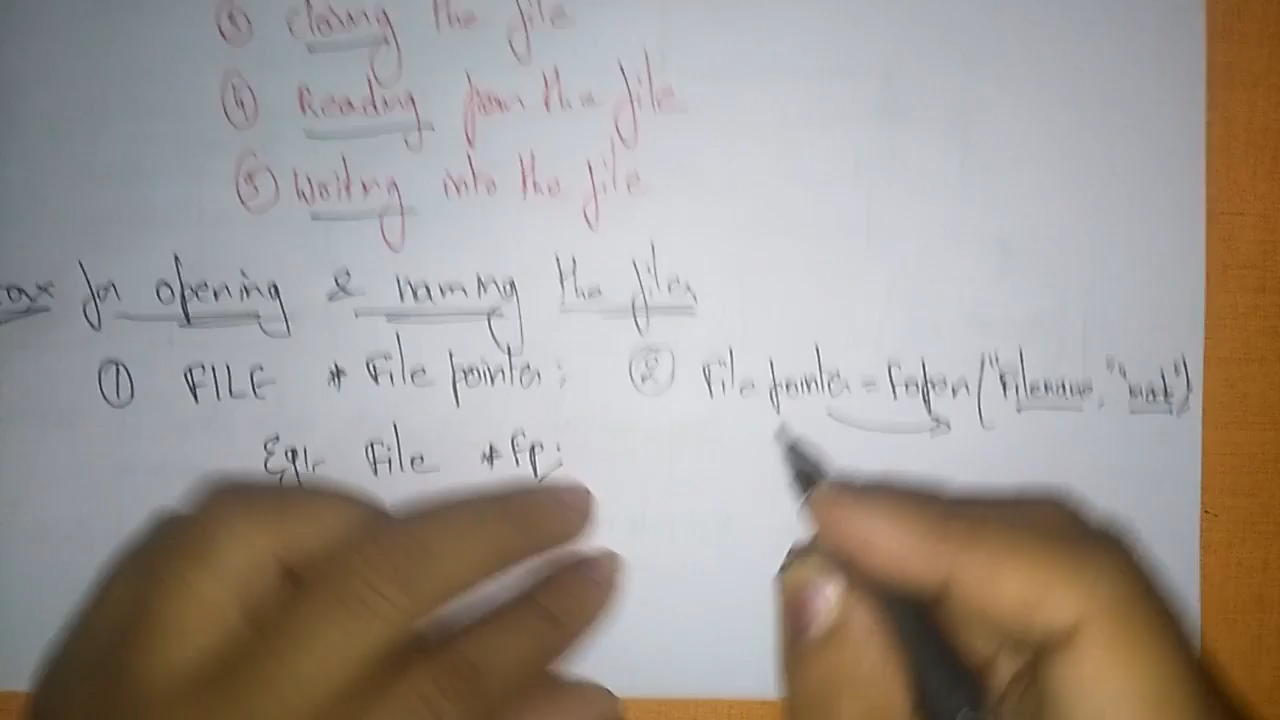 ③ closing the file
④ Reading from the file
⑤ Writing into the file
for opening & naming the files
① FILE * File pointer; ② File pointer = Fopen("Filename", "mode")
Eg:- File *Fp;